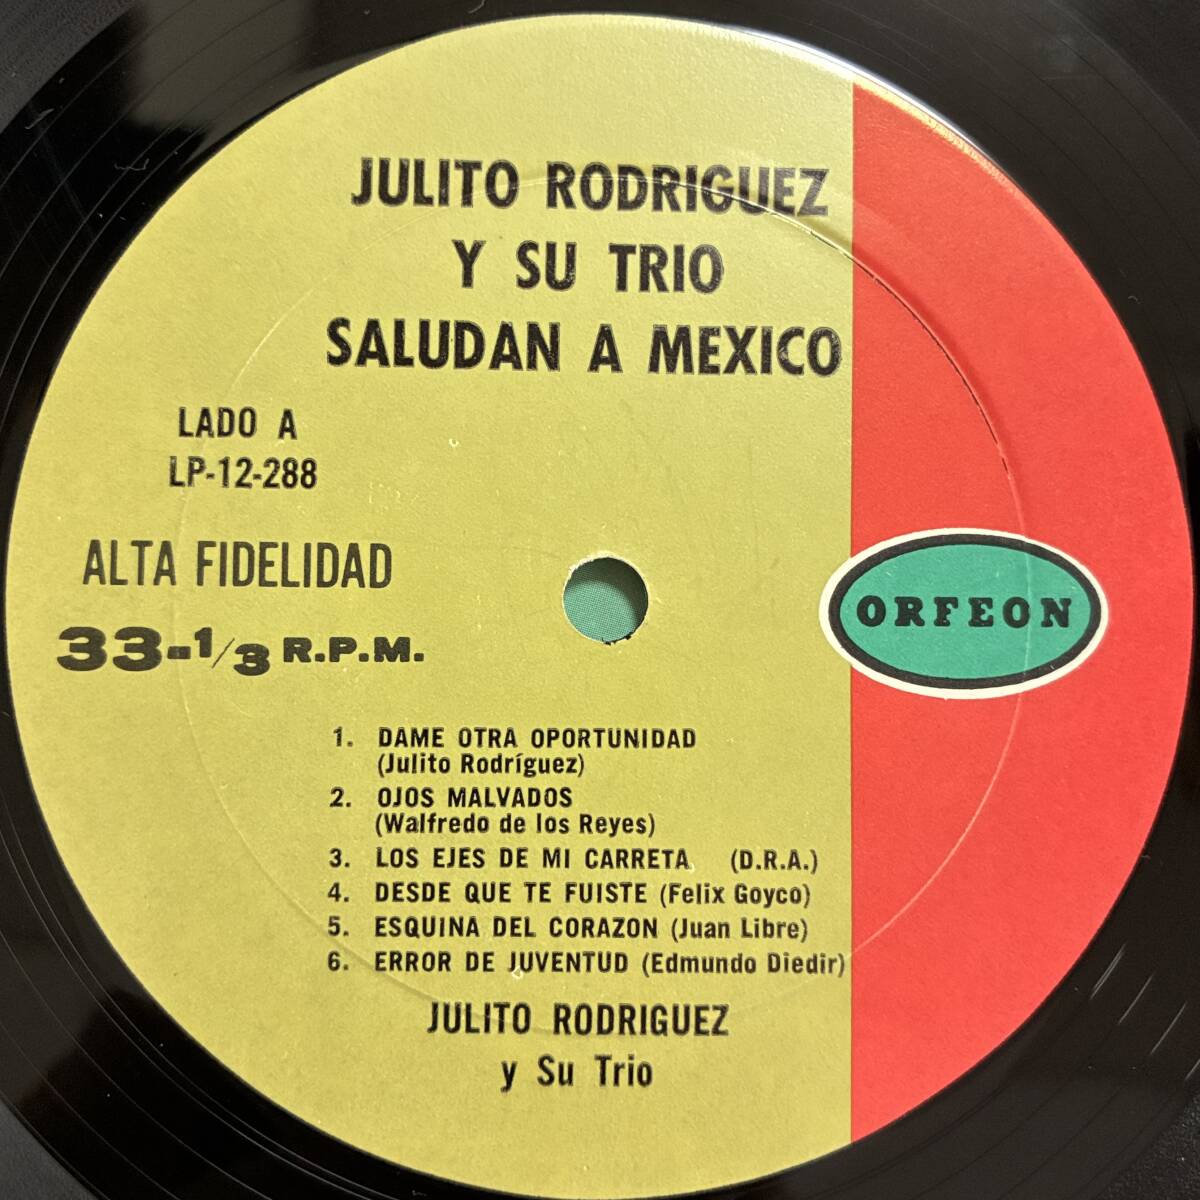 JULITO RODRIGUEZ
Y SU TRIO
SALUDAN A MEXICO
LADO A
LP-12-288
ALTA FIDELIDAD
33-1/3 R.P.M.
ORFEON
1. DAME OTRA OPORTUNIDAD
(Julito Rodríguez)
2. OJOS MALVADOS
(Walfredo de los Reyes)
3. LOS EJES DE MI CARRETA (D.R.A.)
4. DESDE QUE TE FUISTE (Felix Goyco)
5. ESQUINA DEL CORAZON (Juan Libre)
6. ERROR DE JUVENTUD (Edmundo Diedir)
JULITO RODRIGUEZ
y Su Trio